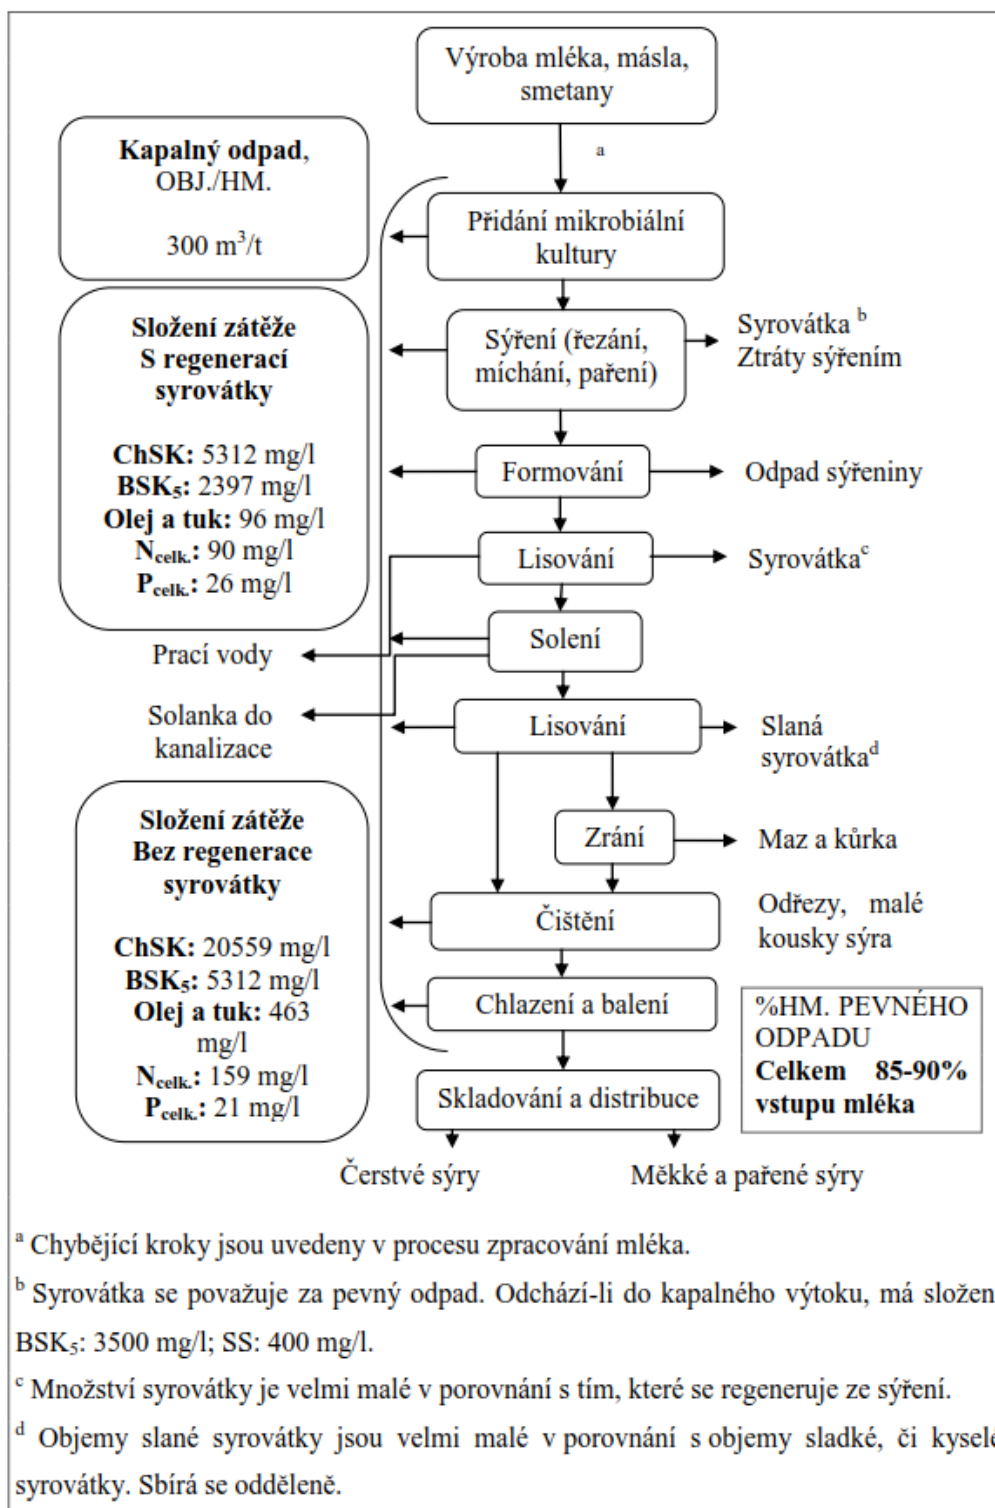 Výroba mléka, másla,
smetany
a
Kapalný odpad,
OBJ./HM.
300 m³/t
Přidání mikrobiální
kultury
Složení zátěže
S regenerací
syrovátky
ChSK: 5312 mg/l
BSK₅: 2397 mg/l
Olej a tuk: 96 mg/l
Ncelk.: 90 mg/l
Pcelk.: 26 mg/l
Sýření (řezání,
míchání, paření)
Syrovátka b
Ztráty sýřením
Formování
Odpad sýřeniny
Lisování
Syrovátkac
Solení
Prací vody
Solanka do
kanalizace
Lisování
Slaná
syrovátkad
Složení zátěže
Bez regenerace
syrovátky
ChSK: 20559 mg/l
BSK₅: 5312 mg/l
Olej a tuk: 463
mg/l
Ncelk.: 159 mg/l
Pcelk.: 21 mg/l
Zrání
Maz a kůrka
Čištění
Odřezy, malé
kousky sýra
Chlazení a balení
%HM. PEVNÉHO
ODPADU
Celkem 85-90%
vstupu mléka
Skladování a distribuce
Čerstvé sýry
Měkké a pařené sýry
a Chybějící kroky jsou uvedeny v procesu zpracování mléka.
b Syrovátka se považuje za pevný odpad. Odchází-li do kapalného výtoku, má složen
BSK₅: 3500 mg/l; SS: 400 mg/l.
c Množství syrovátky je velmi malé v porovnání s tím, které se regeneruje ze sýření.
d Objemy slané syrovátky jsou velmi malé v porovnání s objemy sladké, či kyselé
syrovátky. Sbírá se odděleně.